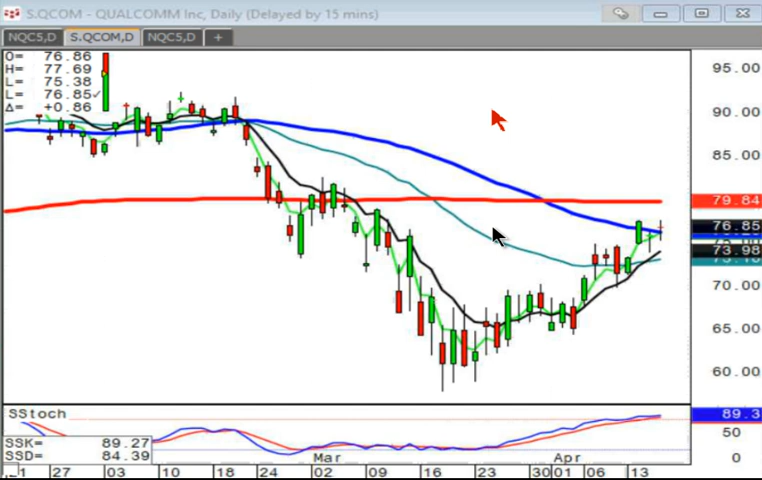 S.QCOM - QUALCOMM Inc, Daily (Delayed by 15 mins)
NQC5,D S.QCOM,D NQC5,D +
O= 76.86
H= 77.69
L= 75.38
L= 76.85✓
Δ= +0.86
95.00
90.00
85.00
79.84
76.85
73.98
70.00
65.00
60.00
SStoch
SSK= 89.27
SSD= 84.39
89.3
50
0
Mar Apr
27 03 10 18 24 02 09 16 23 30 01 06 13